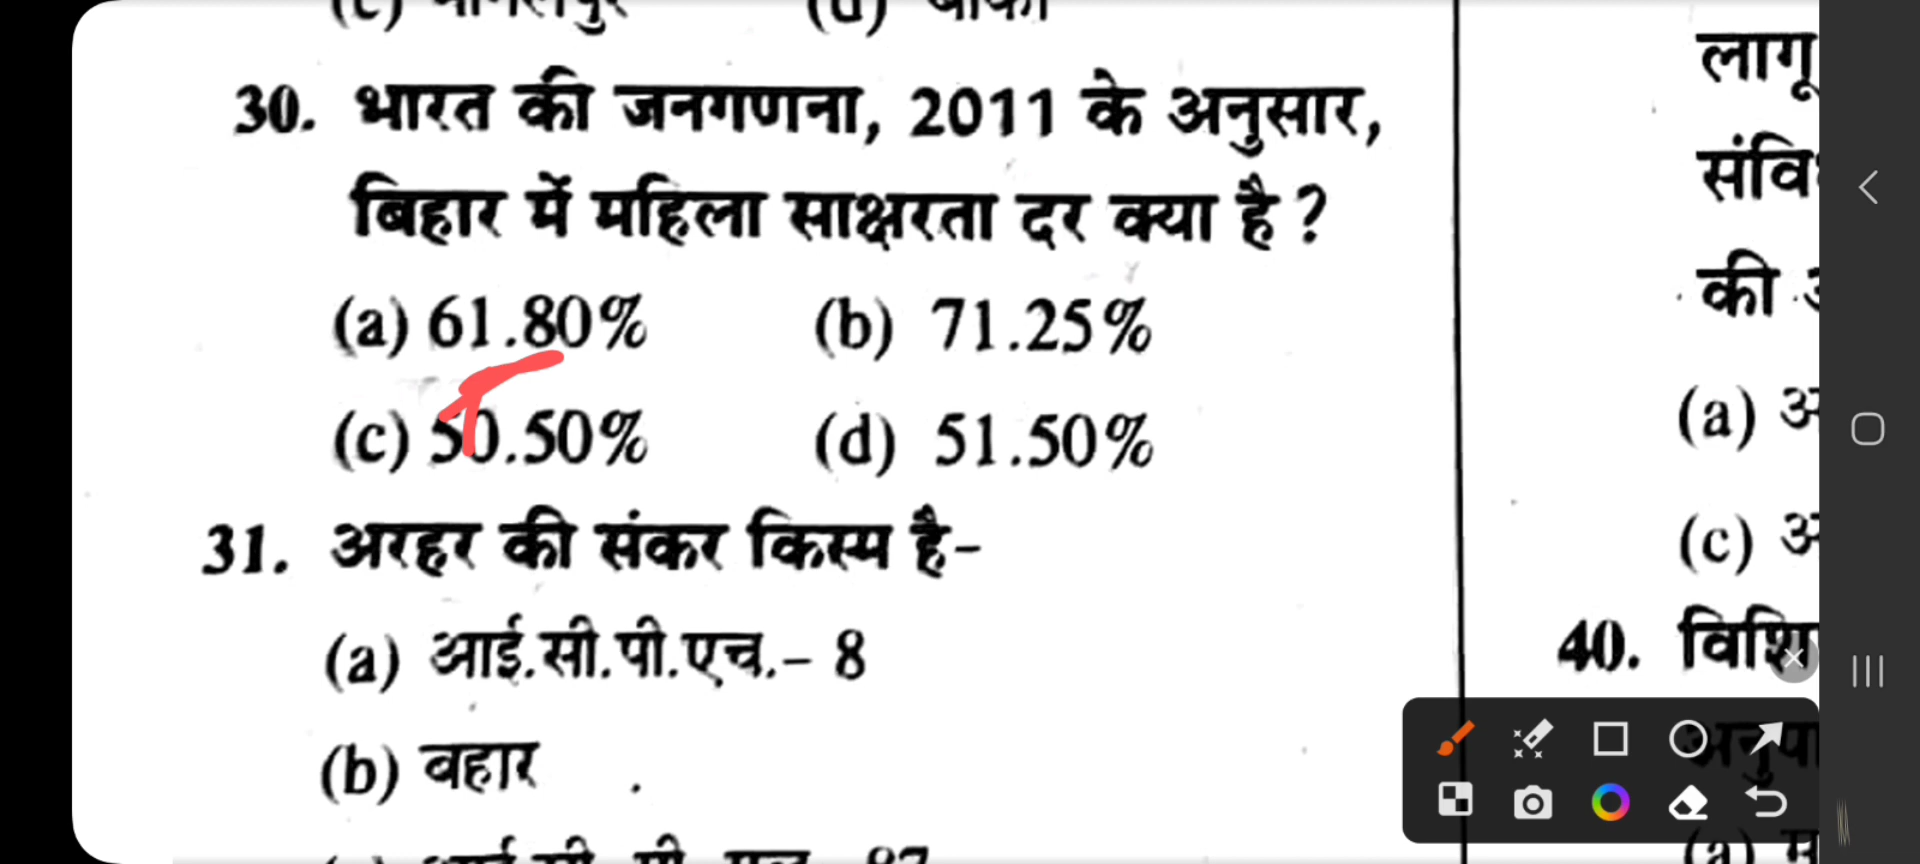 30. भारत की जनगणना, 2011 के अनुसार,
बिहार में महिला साक्षरता दर क्या है ?
(a) 61.80% (b) 71.25%
(c) 50.50% (d) 51.50%
31. अरहर की संकर किस्म है-
(a) आई.सी.पी.एच.- 8
(b) बहार
लागू
की
(a)
(c)
40.